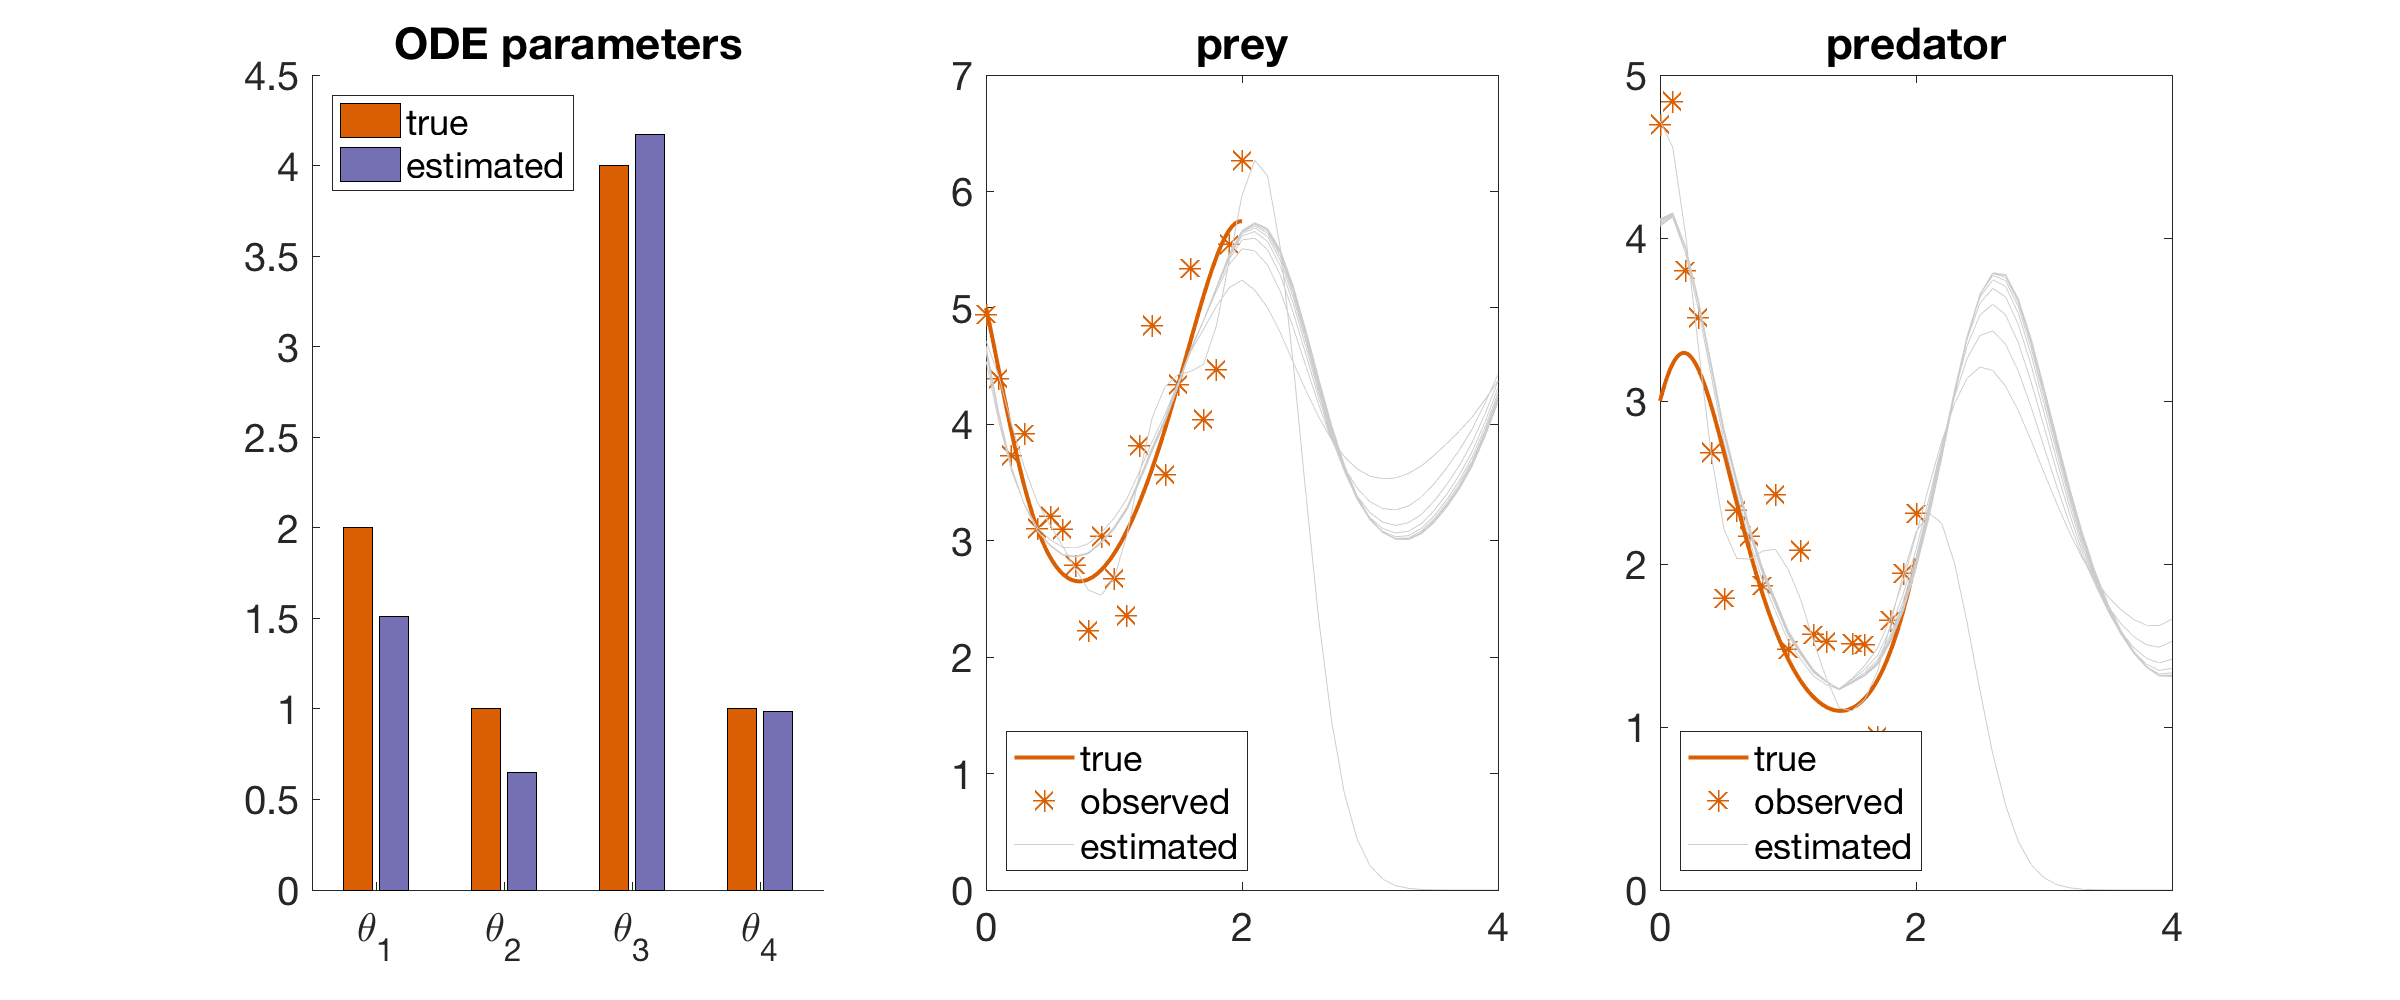 ODE parameters
4.5
4
3.5
3
2.5
2
1.5
1
0.5
0
true
estimated
θ1
θ2
θ3
θ4
prey
7
6
5
4
3
2
1
0
true
observed
estimated
0
2
4
predator
5
4
3
2
1
0
true
observed
estimated
0
2
4